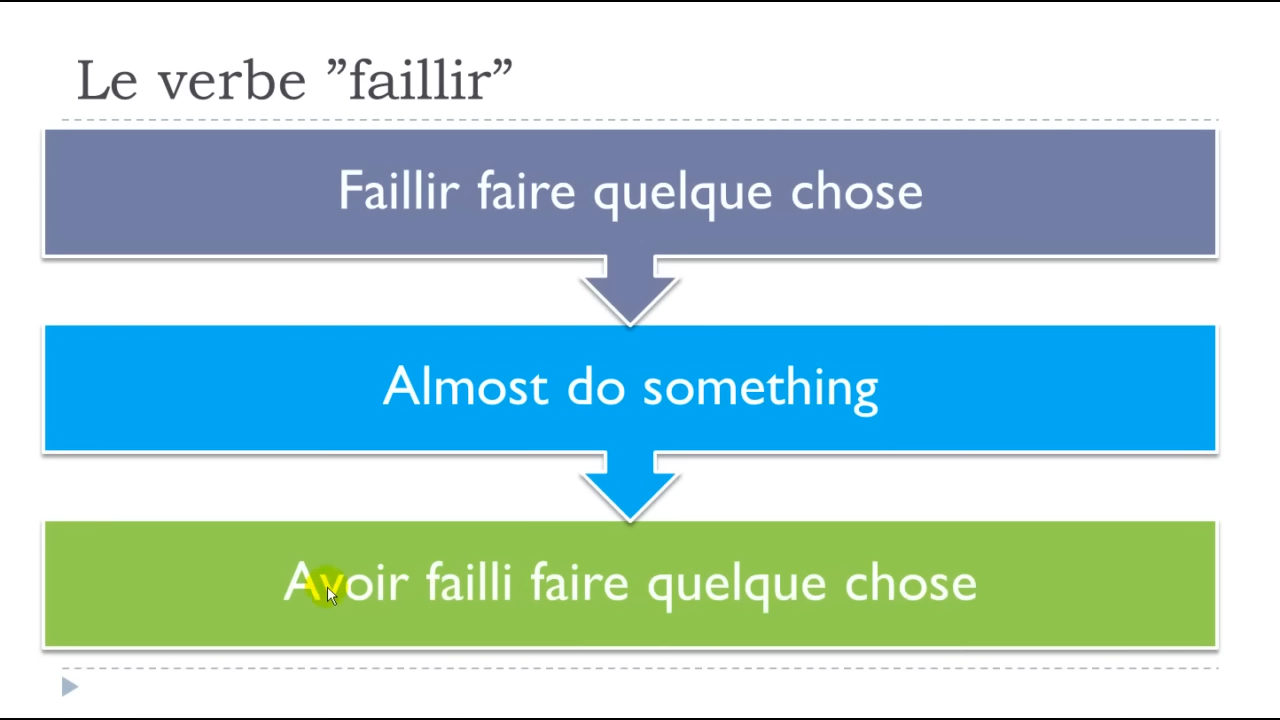 Le verbe ”faillir”
Faillir faire quelque chose
Almost do something
Avoir failli faire quelque chose